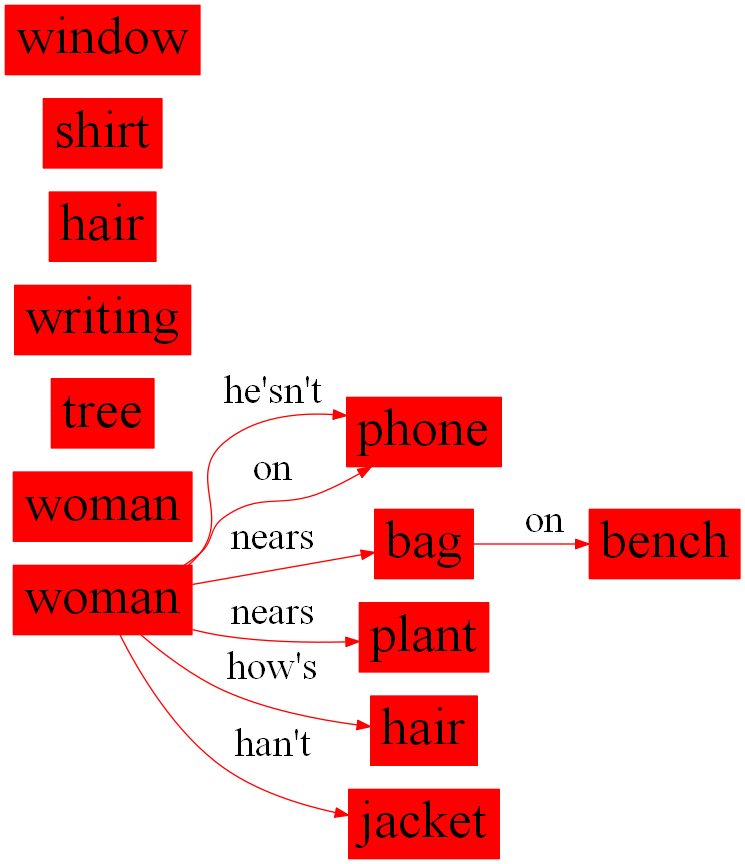 window
shirt
hair
writing
tree
woman
woman
he'sn't
on
nears
nears
how's
han't
phone
bag
on
bench
plant
hair
jacket